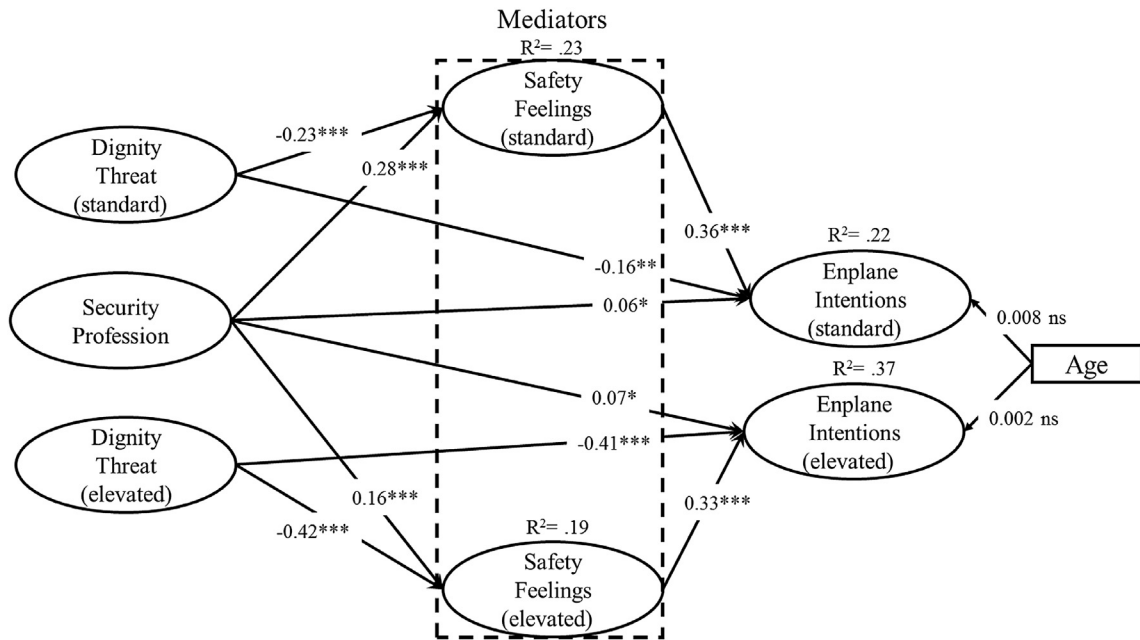 Mediators
R²= .23
Safety
Feelings
(standard)
-0.23***
Dignity
Threat
(standard)
0.28***
0.36***
R²= .22
-0.16**
Enplane
Intentions
(standard)
0.06*
Security
Profession
0.008 ns
Age
R²= .37
0.07*
Enplane
Intentions
(elevated)
0.002 ns
Dignity
Threat
(elevated)
-0.41***
0.16***
0.33***
-0.42***
R²= .19
Safety
Feelings
(elevated)